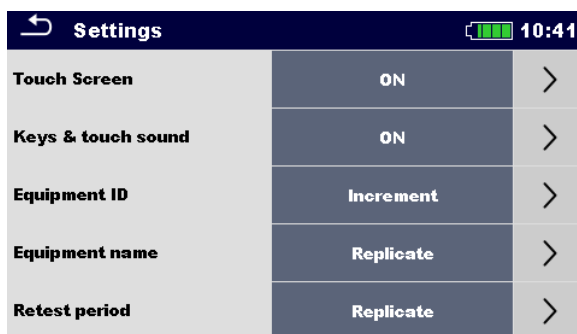 Settings 10:41
Touch Screen ON
Keys & touch sound ON
Equipment ID Increment
Equipment name Replicate
Retest period Replicate